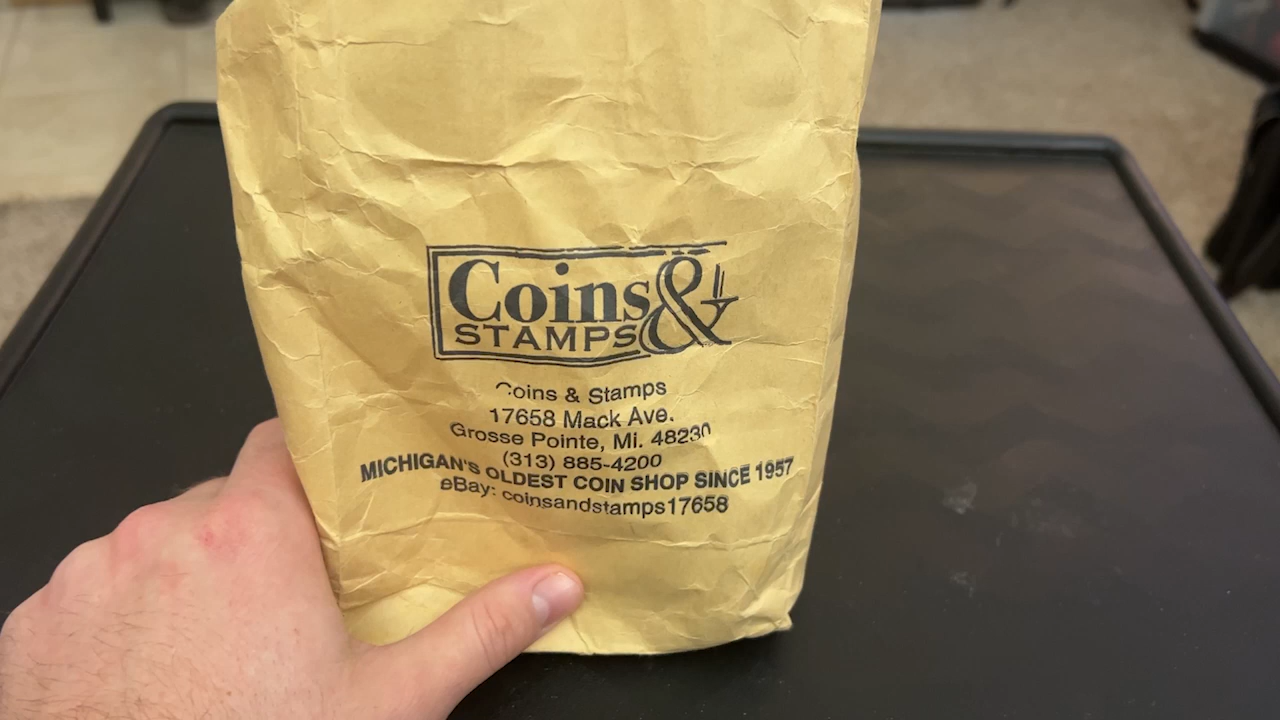 Coins &
STAMPS
Coins & Stamps
17658 Mack Ave.
Grosse Pointe, Mi. 48230
(313) 885-4200
MICHIGAN'S OLDEST COIN SHOP SINCE 1957
eBay: coinsandstamps17658